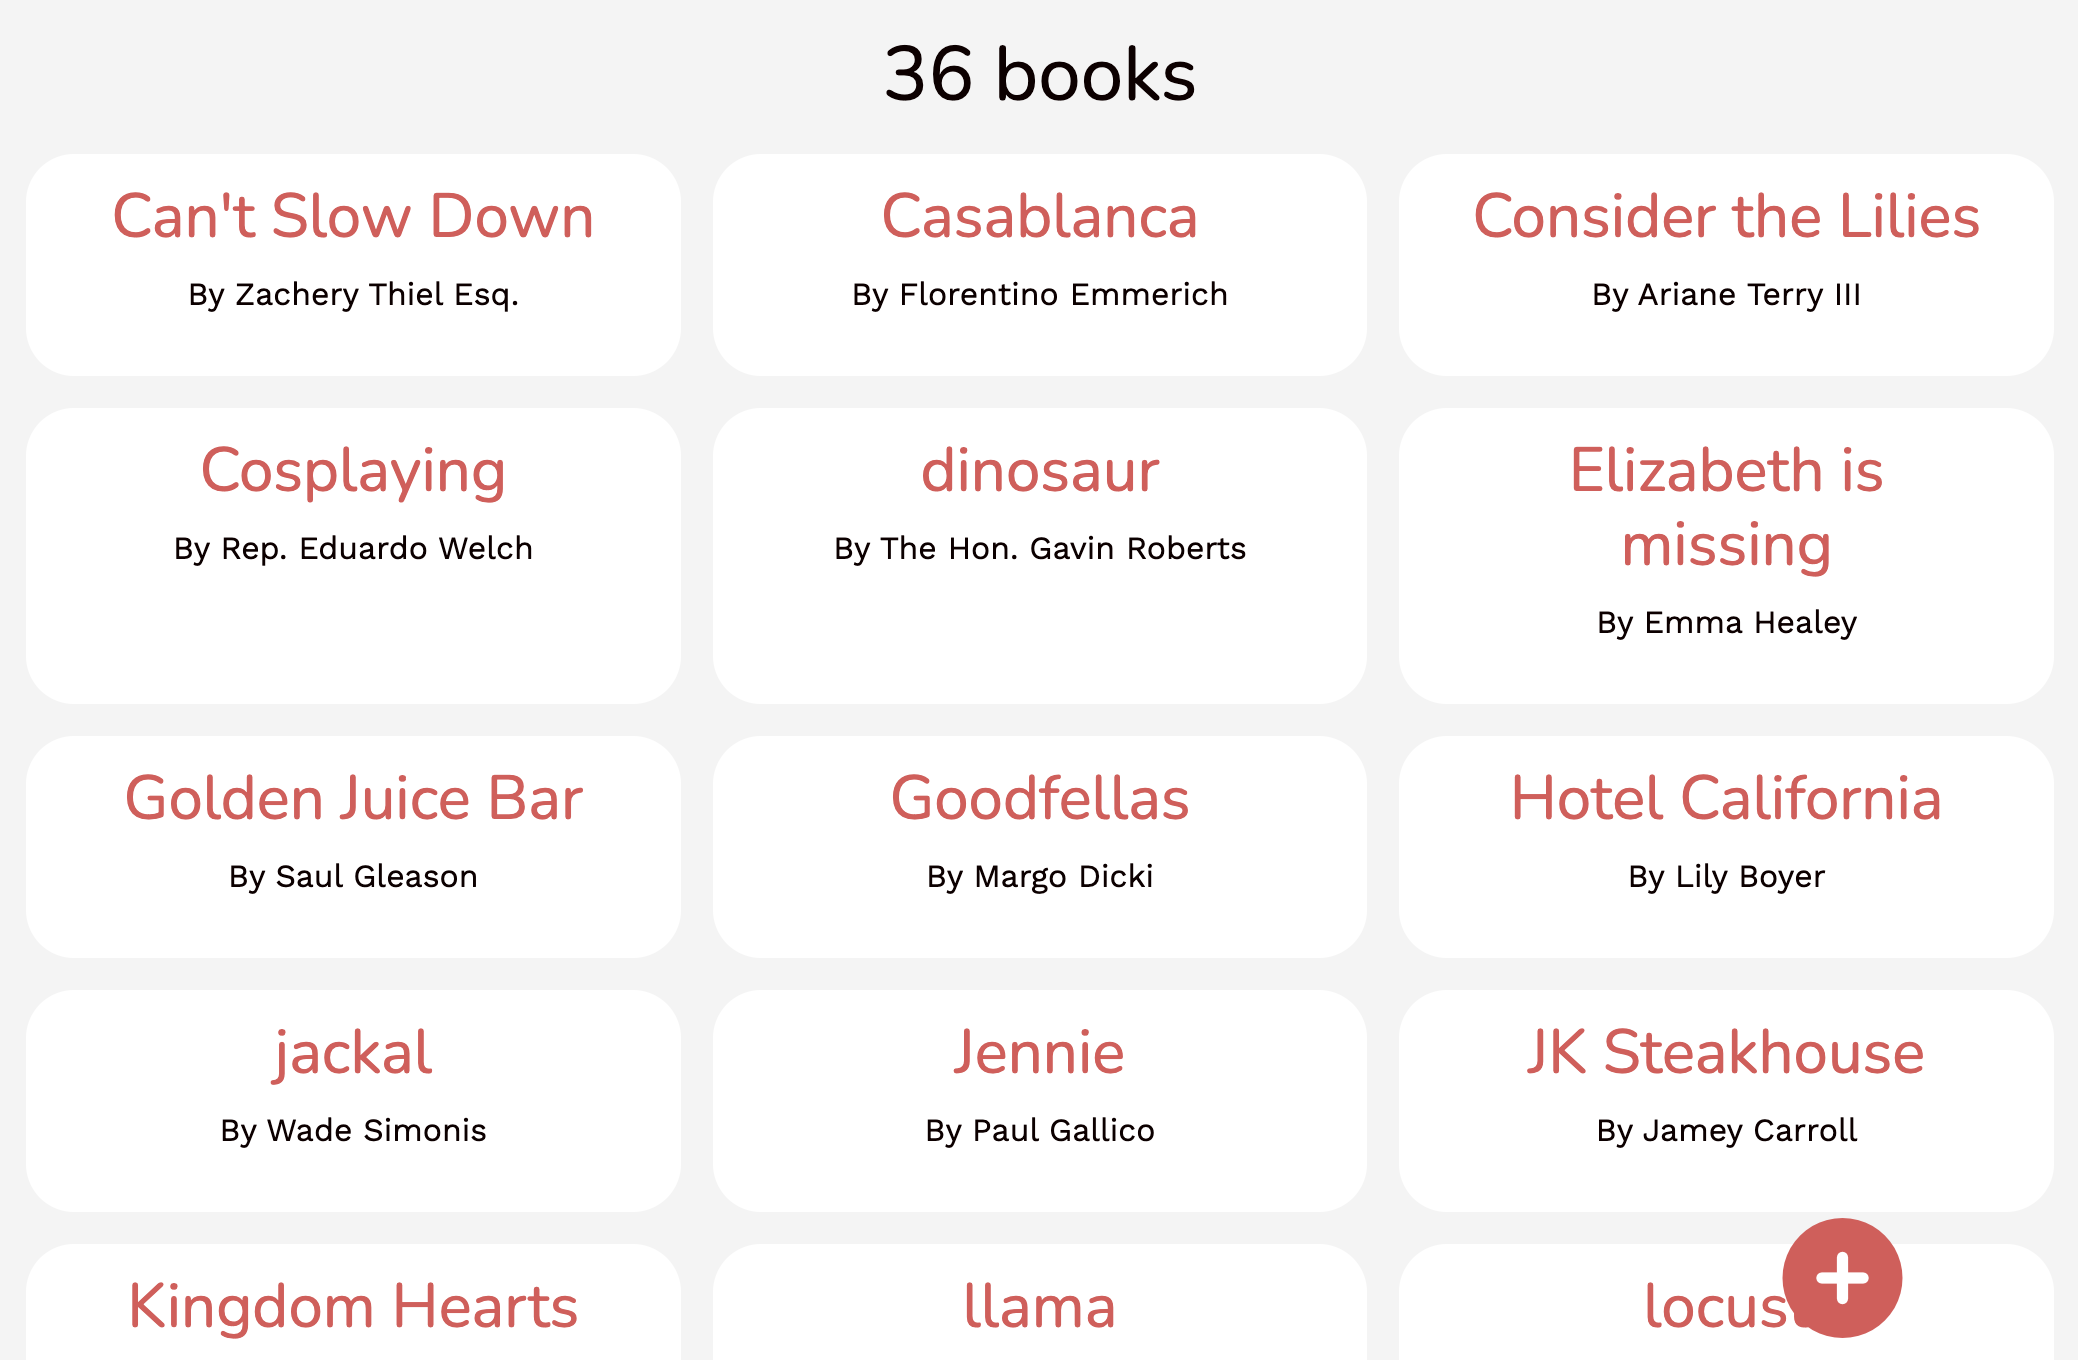 36 books
Can't Slow Down
By Zachery Thiel Esq.
Casablanca
By Florentino Emmerich
Consider the Lilies
By Ariane Terry III
Cosplaying
By Rep. Eduardo Welch
dinosaur
By The Hon. Gavin Roberts
Elizabeth is
missing
By Emma Healey
Golden Juice Bar
By Saul Gleason
Goodfellas
By Margo Dicki
Hotel California
By Lily Boyer
jackal
By Wade Simonis
Jennie
By Paul Gallico
JK Steakhouse
By Jamey Carroll
Kingdom Hearts
llama